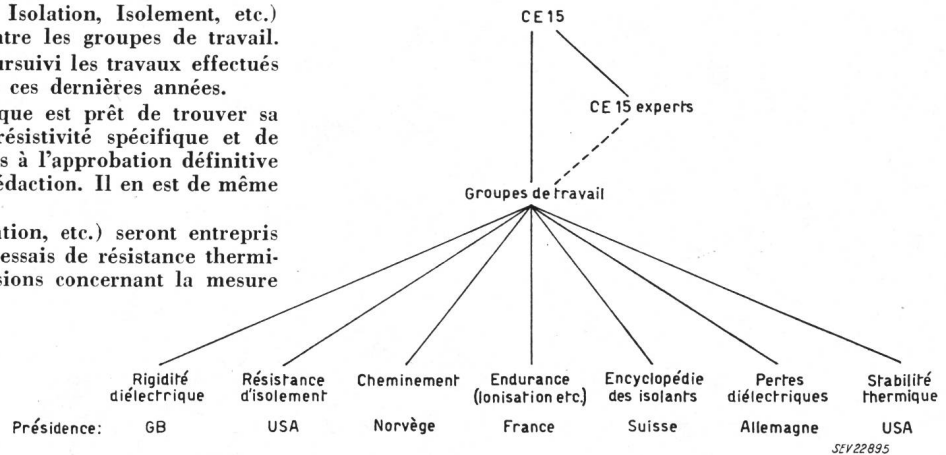 Isolation, Isolement, etc.)
ntre les groupes de travail.
ursuivi les travaux effectués
ces dernières années.
que est prêt de trouver sa
résistivité spécifique et de
s à l'approbation définitive
édaction. Il en est de même
ation, etc.) seront entrepris
essais de résistance thermi-
sions concernant la mesure
CE 15
CE 15 experts
Groupes de travail
Rigidité
diélectrique
Résistance
d'isolement
Cheminement
Endurance
(Ionisation etc.)
Encyclopédie
des isolants
Pertes
diélectriques
Stabilité
thermique
Présidence: GB USA Norvège France Suisse Allemagne USA
SEV22895